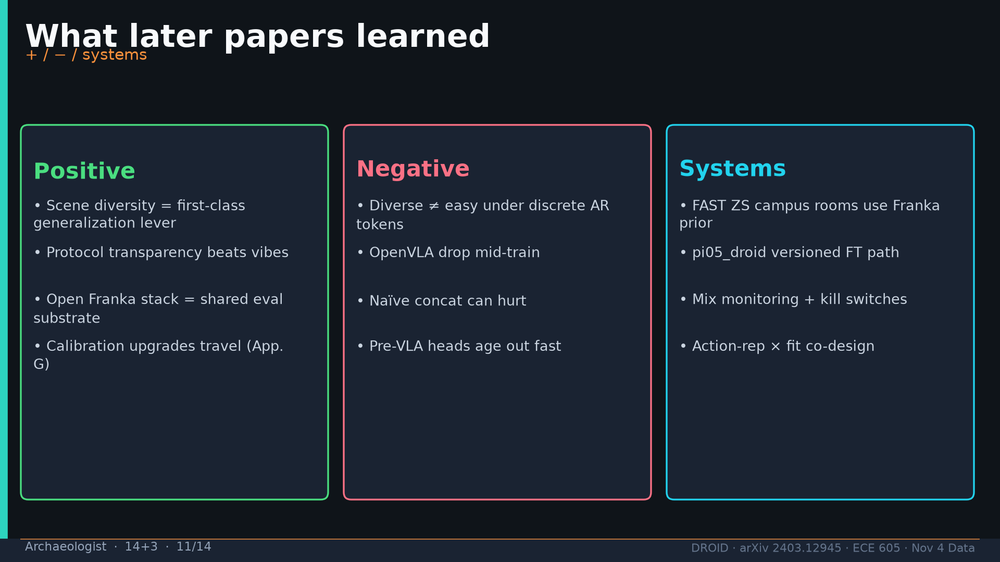 What later papers learned
+ / − / systems
Positive
• Scene diversity = first-class
generalization lever
• Protocol transparency beats vibes
• Open Franka stack = shared eval
substrate
• Calibration upgrades travel (App.
G)
Negative
• Diverse ≠ easy under discrete AR
tokens
• OpenVLA drop mid-train
• Naïve concat can hurt
• Pre-VLA heads age out fast
Systems
• FAST ZS campus rooms use Franka
prior
• pi05_droid versioned FT path
• Mix monitoring + kill switches
• Action-rep × fit co-design
Archaeologist · 14+3 · 11/14
DROID · arXiv 2403.12945 · ECE 605 · Nov 4 Data